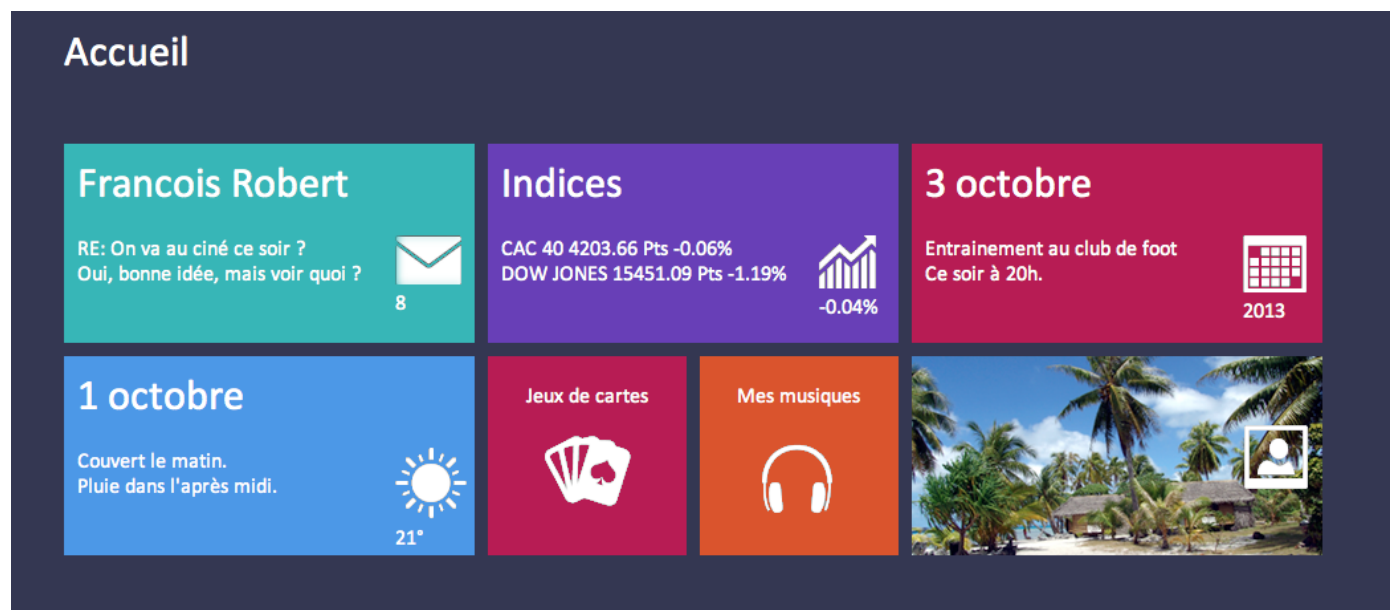 Accueil
Francois Robert
RE: On va au ciné ce soir ?
Oui, bonne idée, mais voir quoi ?
8
Indices
CAC 40 4203.66 Pts -0.06%
DOW JONES 15451.09 Pts -1.19%
-0.04%
3 octobre
Entrainement au club de foot
Ce soir à 20h.
2013
1 octobre
Couvert le matin.
Pluie dans l'après midi.
21°
Jeux de cartes
Mes musiques